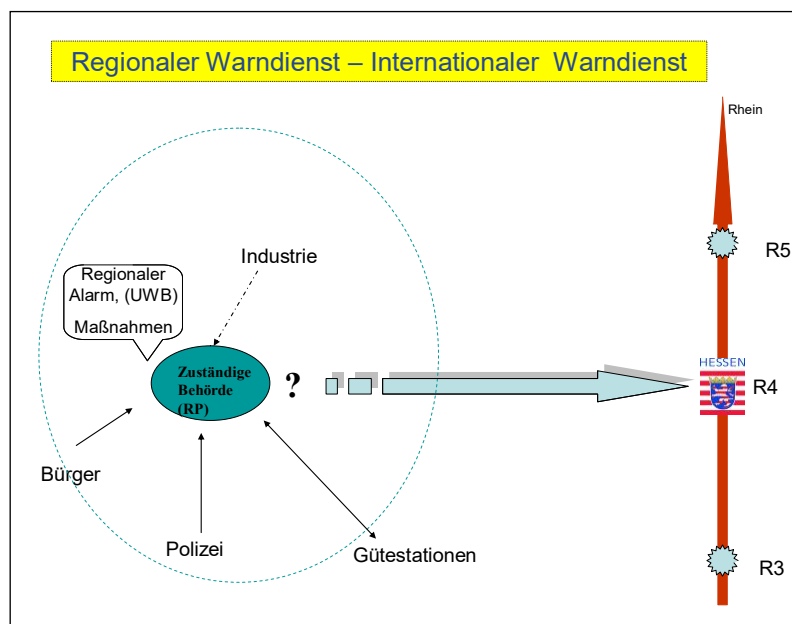 Regionaler Warndienst – Internationaler Warndienst
Rhein
R5
Industrie
Regionaler
Alarm, (UWB)
Maßnahmen
HESSEN
Zuständige
Behörde
(RP)
?
R4
Bürger
Polizei
Gütestationen
R3